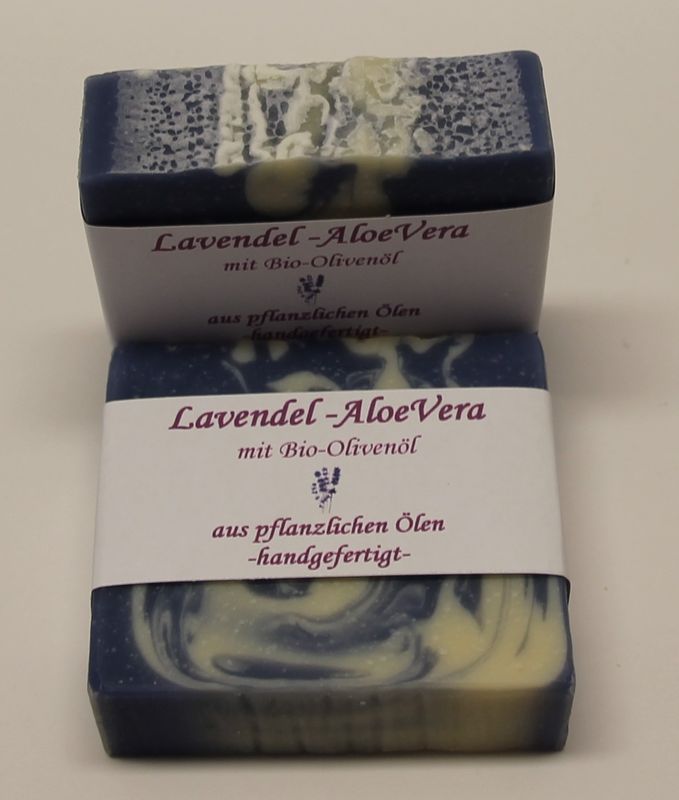 Lavendel -AloeVera
mit Bio-Olivenöl
aus pflanzlichen Ölen
-handgefertigt-
Lavendel -AloeVera
mit Bio-Olivenöl
aus pflanzlichen Ölen
-handgefertigt-